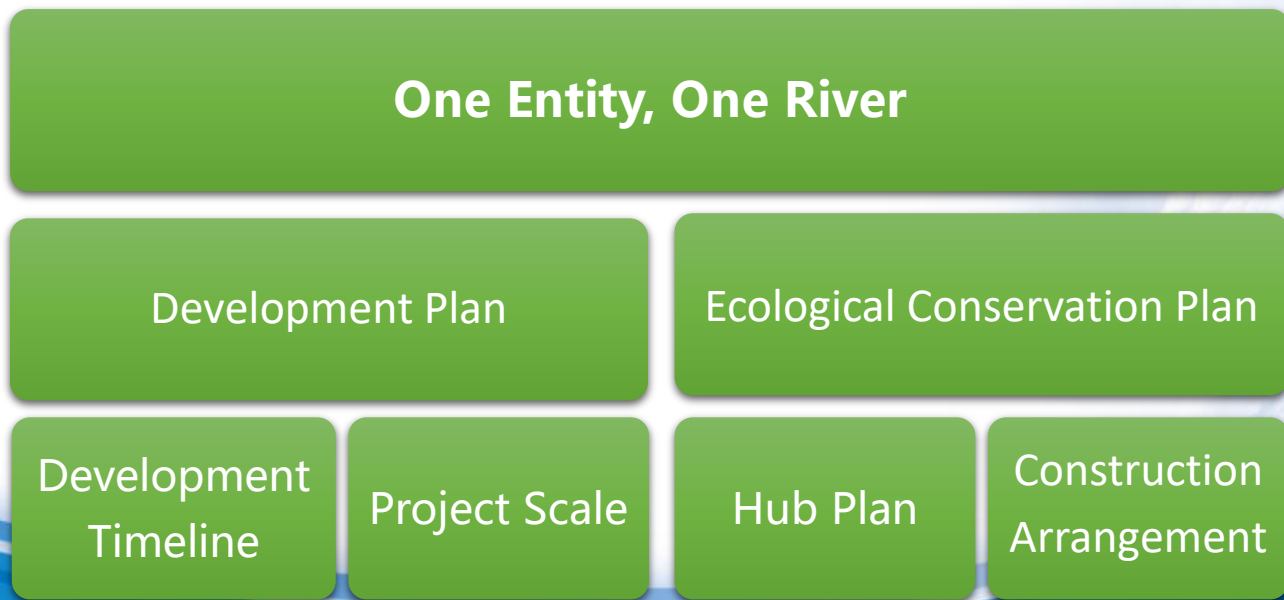 One Entity, One River
Development Plan
Ecological Conservation Plan
Development
Timeline
Project Scale
Hub Plan
Construction
Arrangement